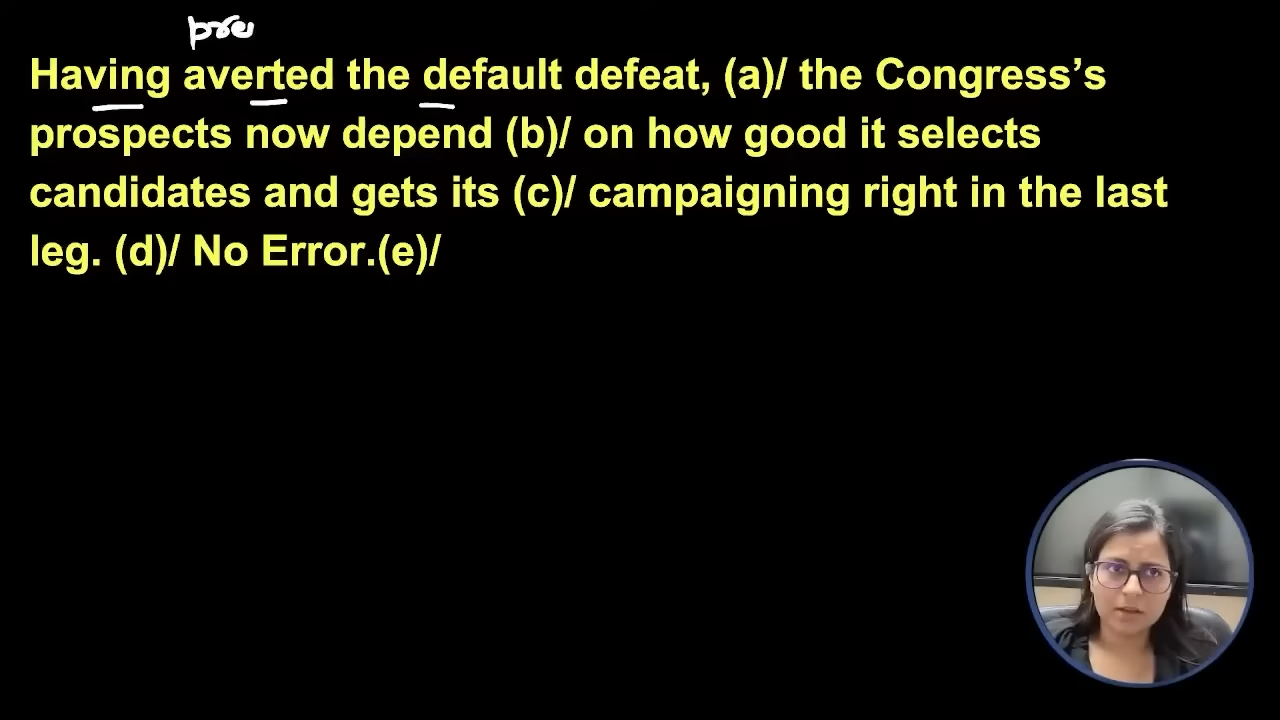 pre
Having averted the default defeat, (a)/ the Congress’s
prospects now depend (b)/ on how good it selects
candidates and gets its (c)/ campaigning right in the last
leg. (d)/ No Error.(e)/